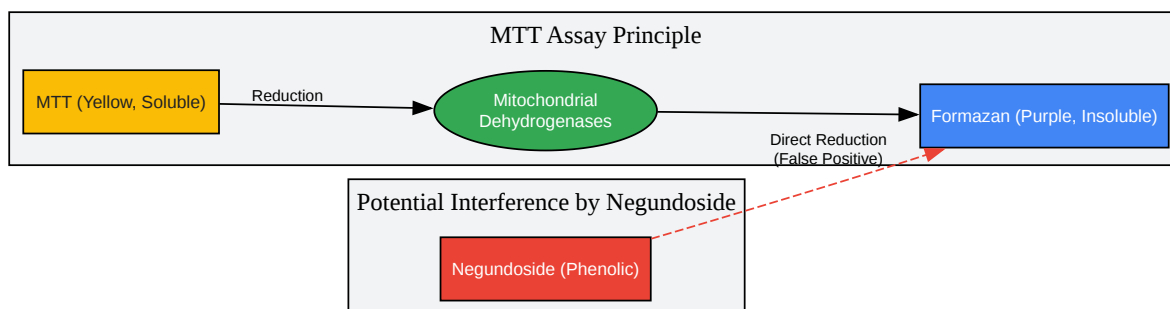 MTT Assay Principle
MTT (Yellow, Soluble)
Reduction
Mitochondrial
Dehydrogenases
Formazan (Purple, Insoluble)
Direct Reduction
(False Positive)
Potential Interference by Negundoside
Negundoside (Phenolic)